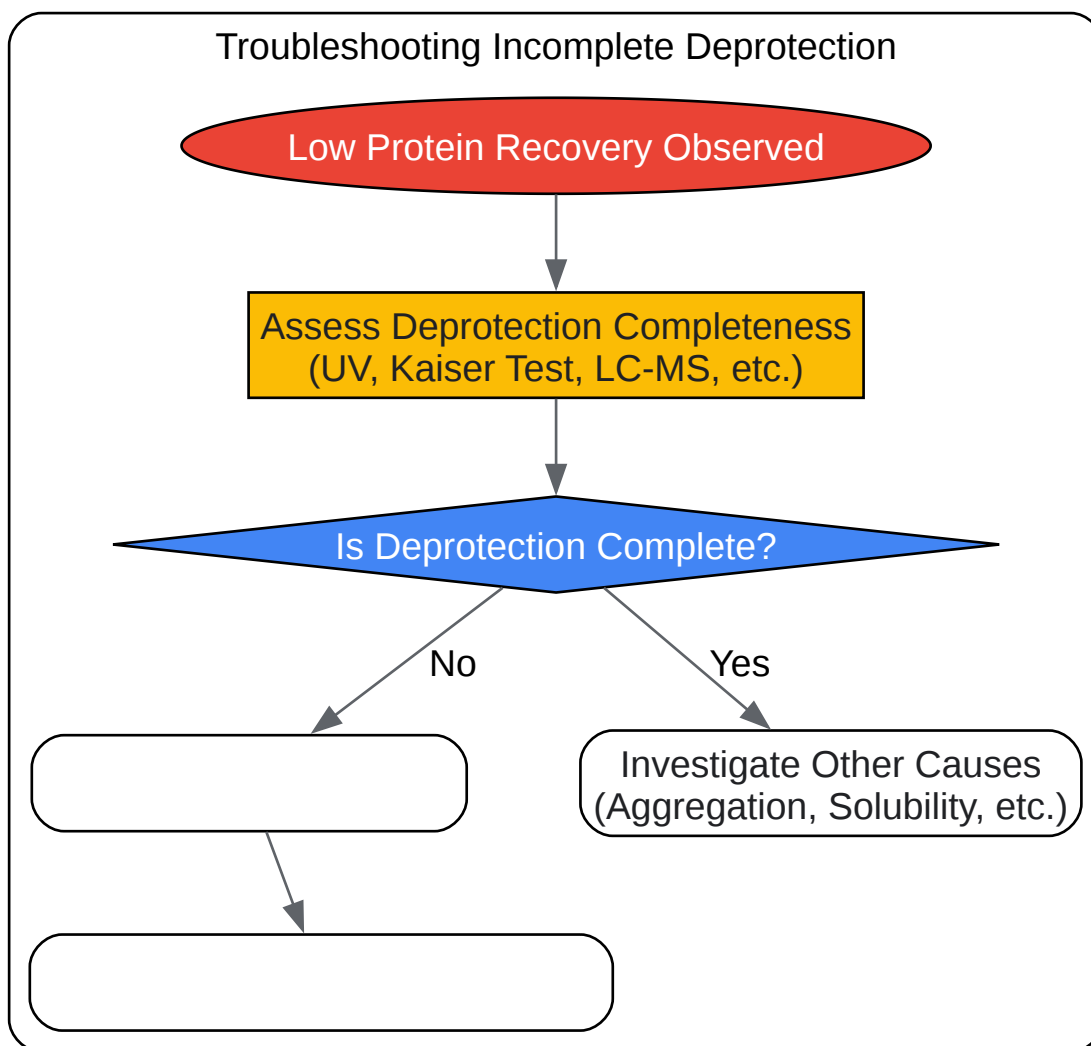 Troubleshooting Incomplete Deprotection
Low Protein Recovery Observed
Assess Deprotection Completeness
(UV, Kaiser Test, LC-MS, etc.)
Is Deprotection Complete?
No
Yes
Investigate Other Causes
(Aggregation, Solubility, etc.)